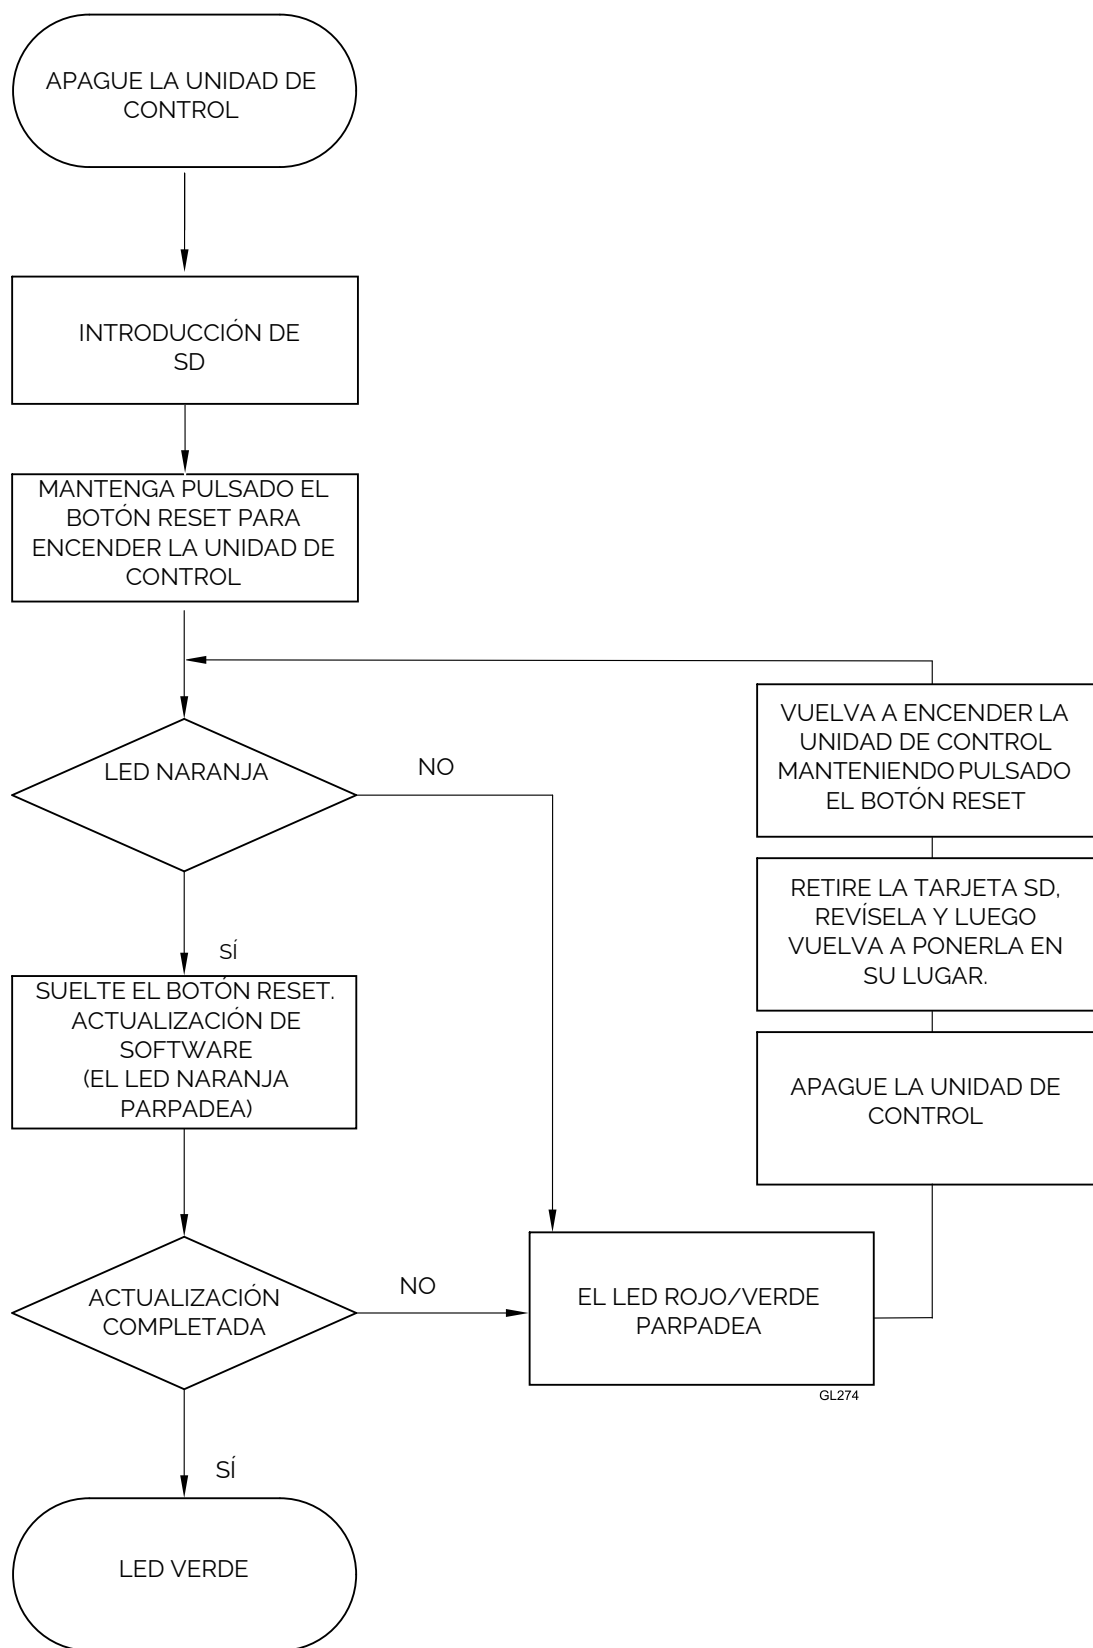 APAGUE LA UNIDAD DE
CONTROL
INTRODUCCIÓN DE
SD
MANTENGA PULSADO EL
BOTÓN RESET PARA
ENCENDER LA UNIDAD DE
CONTROL
LED NARANJA
NO
SÍ
SUELTE EL BOTÓN RESET.
ACTUALIZACIÓN DE
SOFTWARE
(EL LED NARANJA
PARPADEA)
ACTUALIZACIÓN
COMPLETADA
NO
SÍ
LED VERDE
EL LED ROJO/VERDE
PARPADEA
GL274
APAGUE LA UNIDAD DE
CONTROL
RETIRE LA TARJETA SD,
REVÍSELA Y LUEGO
VUELVA A PONERLA EN
SU LUGAR.
VUELVA A ENCENDER LA
UNIDAD DE CONTROL
MANTENIENDO PULSADO
EL BOTÓN RESET